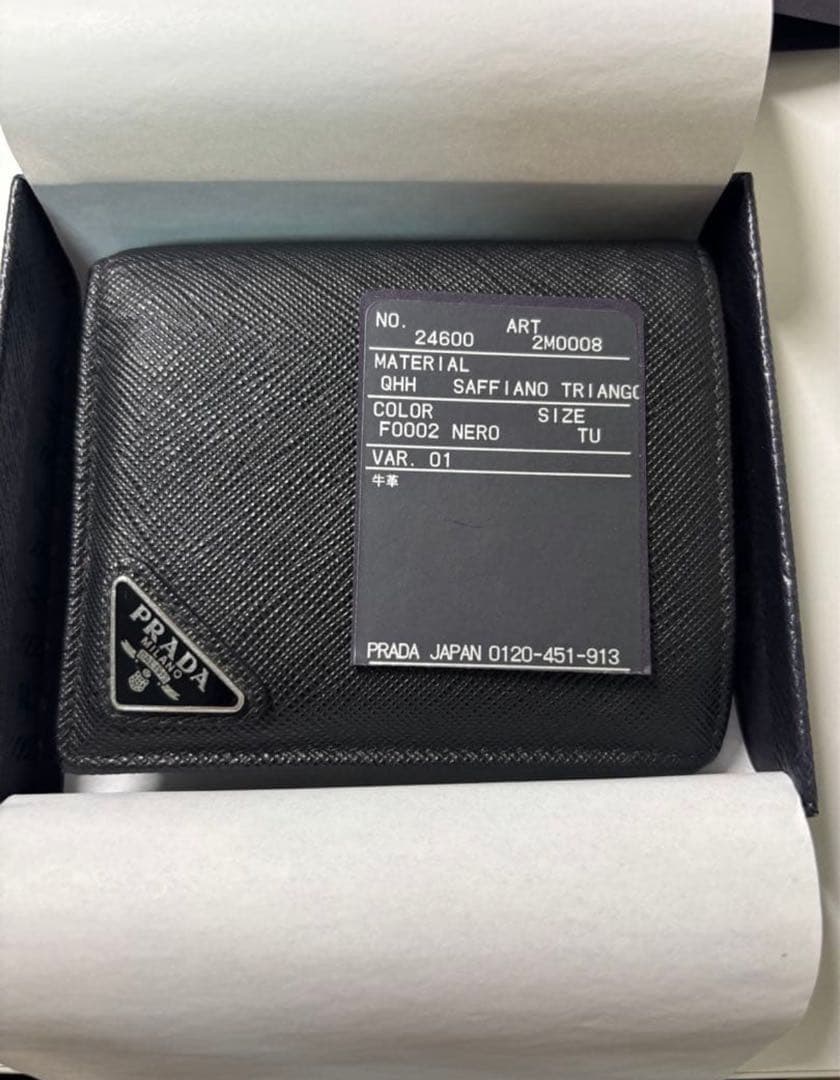 NO. ART
24600 2M0008
MATERIAL
QHH SAFFIANO TRIANGO
COLOR SIZE
F0002 NERO TU
VAR. 01
牛革
PRADA JAPAN 0120-451-913
PRADA
MILANO